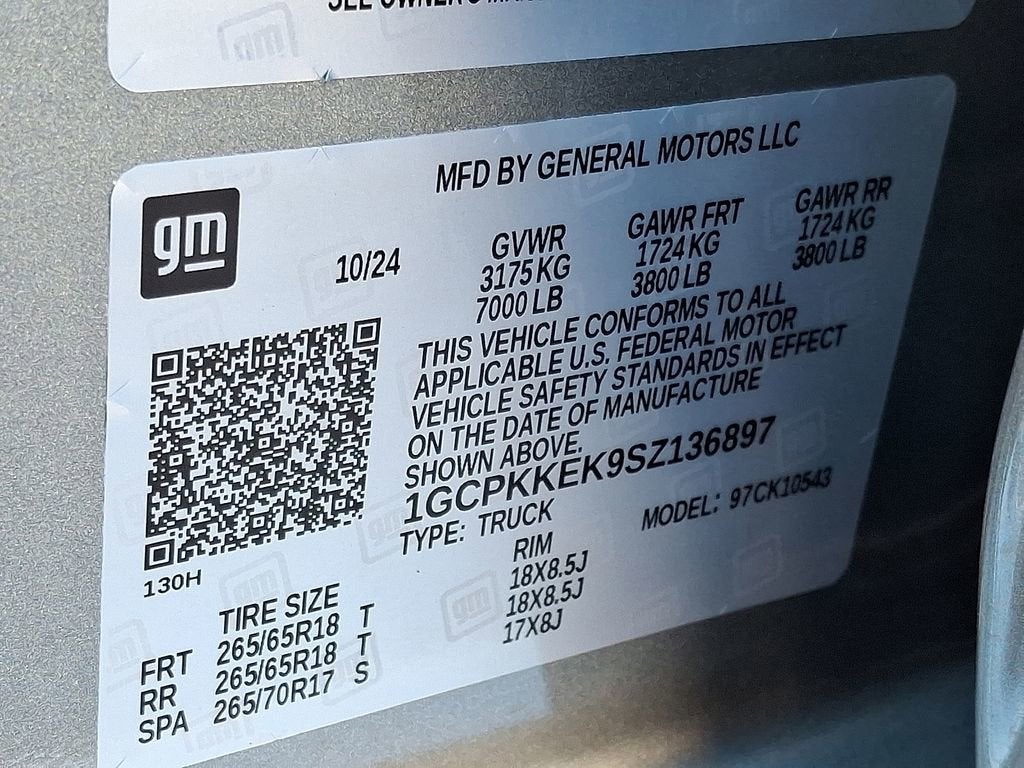 SEE OWNER'S
gm
MFD BY GENERAL MOTORS LLC
10/24
GVWR GAWR FRT GAWR RR
3175 KG 1724 KG 1724 KG
7000 LB 3800 LB 3800 LB
THIS VEHICLE CONFORMS TO ALL
APPLICABLE U.S. FEDERAL MOTOR
VEHICLE SAFETY STANDARDS IN EFFECT
ON THE DATE OF MANUFACTURE
SHOWN ABOVE.
1GCPKKEK9SZ136897
TYPE: TRUCK MODEL: 97CK10543
130H
TIRE SIZE RIM
FRT 265/65R18 T 18X8.5J
RR 265/65R18 T 18X8.5J
SPA 265/70R17 S 17X8J